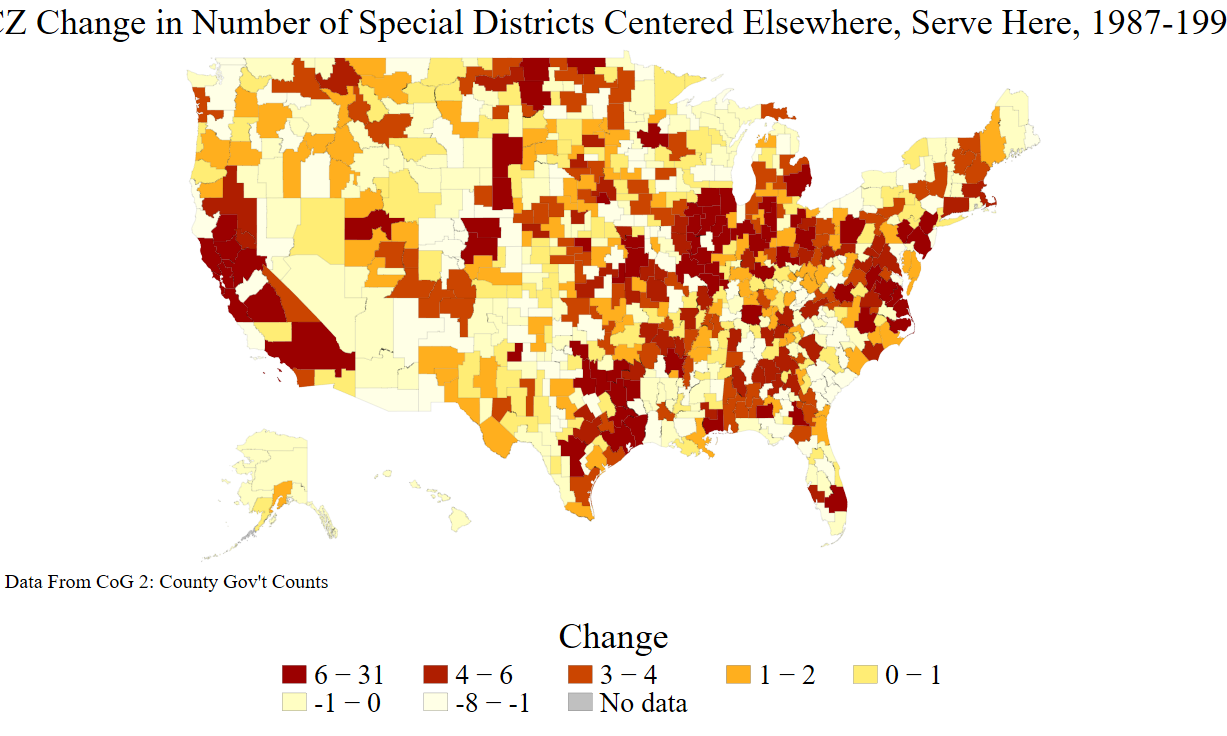 CZ Change in Number of Special Districts Centered Elsewhere, Serve Here, 1987-199
Data From CoG 2: County Gov't Counts
Change
6 − 31 4 − 6 3 − 4 1 − 2 0 − 1
-1 − 0 -8 − -1 No data